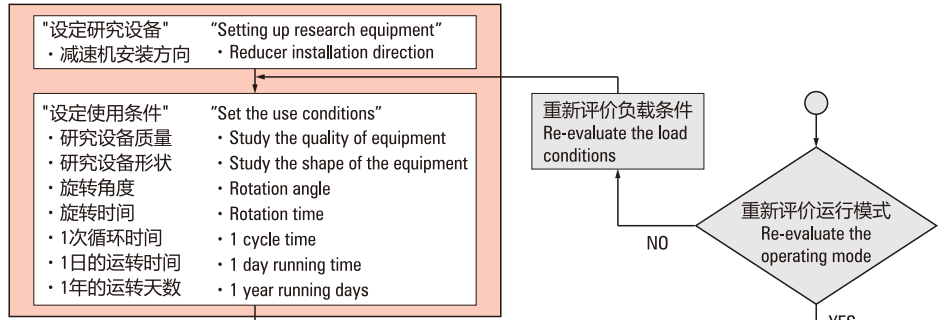 "设定研究设备" "Setting up research equipment"
・减速机安装方向 ・Reducer installation direction
"设定使用条件" "Set the use conditions"
・研究设备质量 ・Study the quality of equipment
・研究设备形状 ・Study the shape of the equipment
・旋转角度 ・Rotation angle
・旋转时间 ・Rotation time
・1次循环时间 ・1 cycle time
・1日的运转时间 ・1 day running time
・1年的运转天数 ・1 year running days
重新评价负载条件
Re-evaluate the load
conditions
重新评价运行模式
Re-evaluate the
operating mode
NO
YES